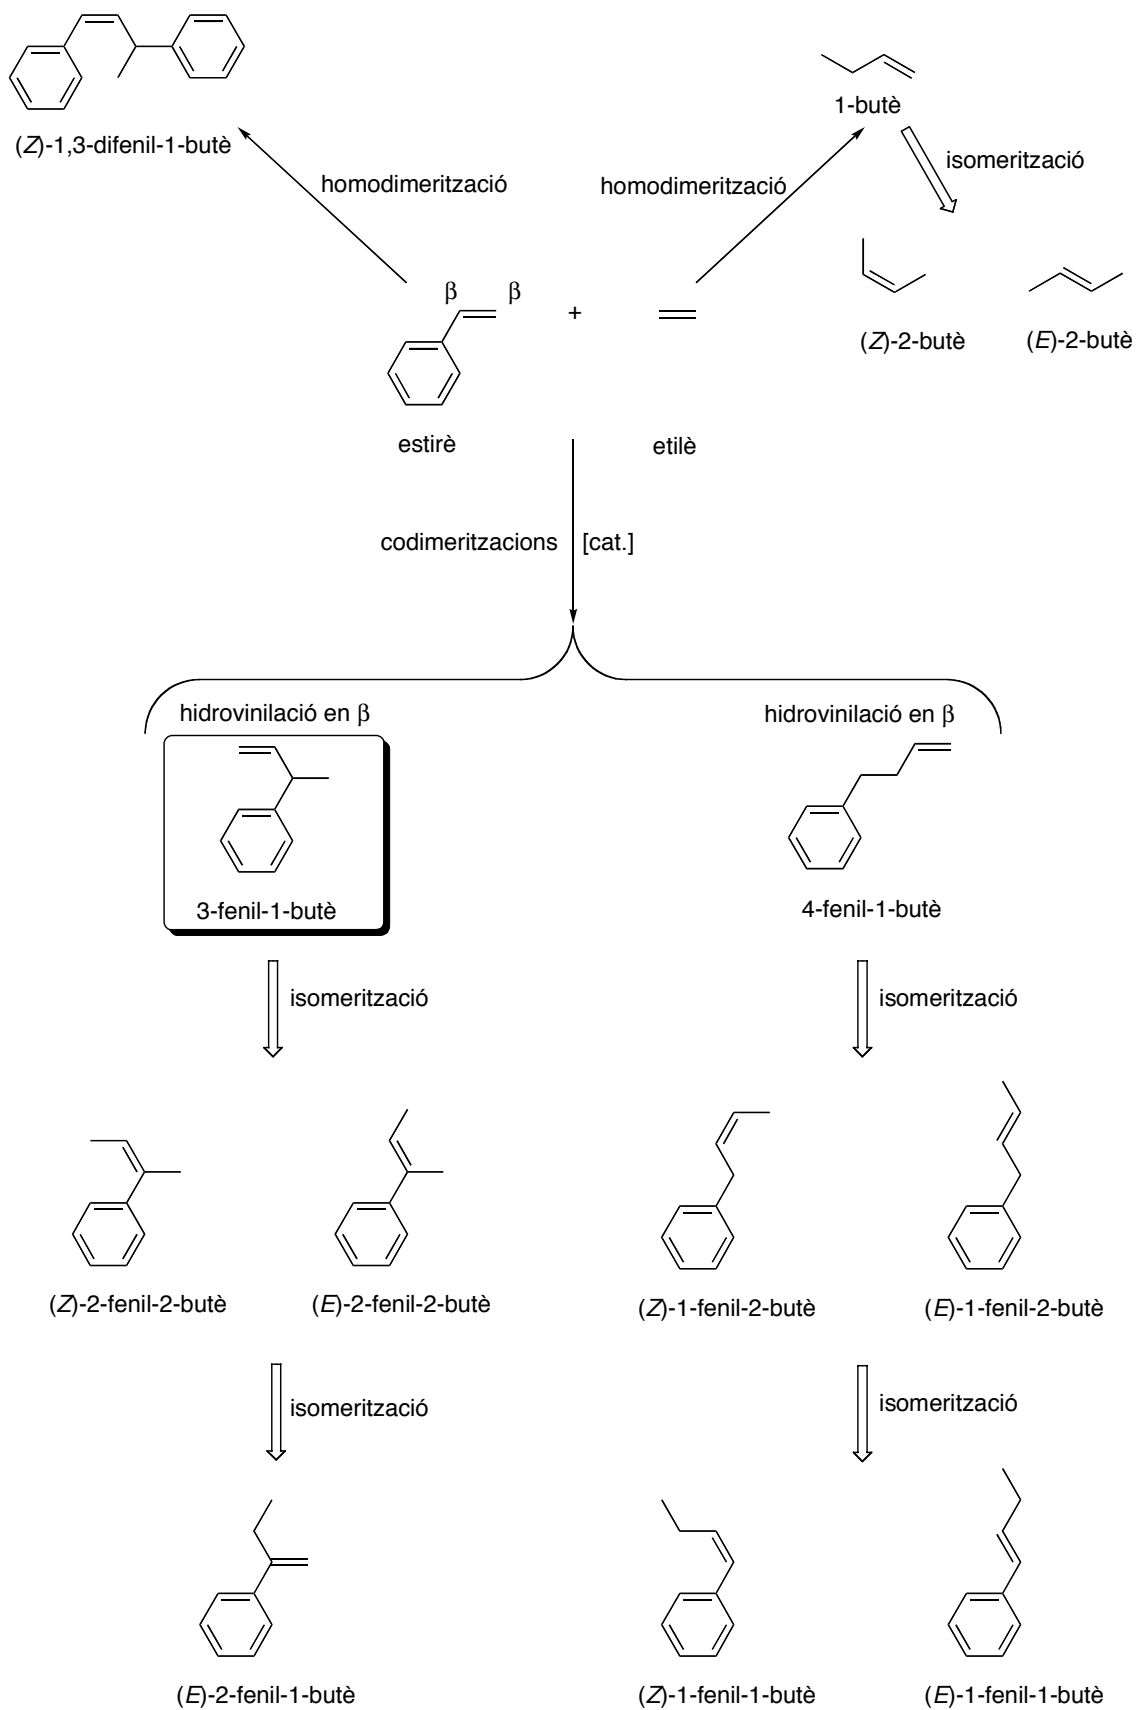 1-butè
(Z)-1,3-difenil-1-butè
isomerització
homodimerització
homodimerització
β
β
+
(Z)-2-butè
(E)-2-butè
estirè
etilè
codimeritzacions
[cat.]
hidrovinilació en β
hidrovinilació en β
3-fenil-1-butè
4-fenil-1-butè
isomerització
isomerització
(Z)-2-fenil-2-butè
(E)-2-fenil-2-butè
(Z)-1-fenil-2-butè
(E)-1-fenil-2-butè
isomerització
isomerització
(E)-2-fenil-1-butè
(Z)-1-fenil-1-butè
(E)-1-fenil-1-butè